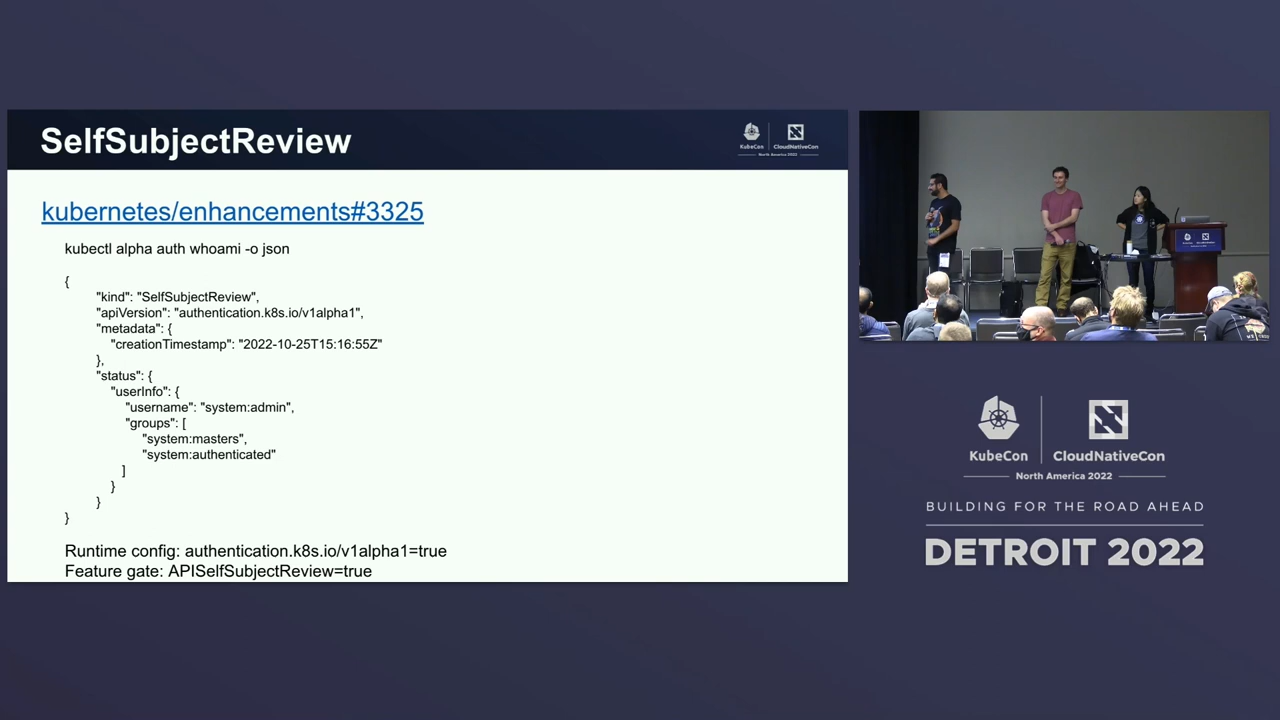 SelfSubjectReview
KubeCon
CloudNativeCon
North America 2022
kubernetes/enhancements#3325
kubectl alpha auth whoami -o json
{
"kind": "SelfSubjectReview",
"apiVersion": "authentication.k8s.io/v1alpha1",
"metadata": {
"creationTimestamp": "2022-10-25T15:16:55Z"
},
"status": {
"userInfo": {
"username": "system:admin",
"groups": [
"system:masters",
"system:authenticated"
]
}
}
}
Runtime config: authentication.k8s.io/v1alpha1=true
Feature gate: APISelfSubjectReview=true
KubeCon
CloudNativeCon
North America 2022
BUILDING FOR THE ROAD AHEAD
DETROIT 2022